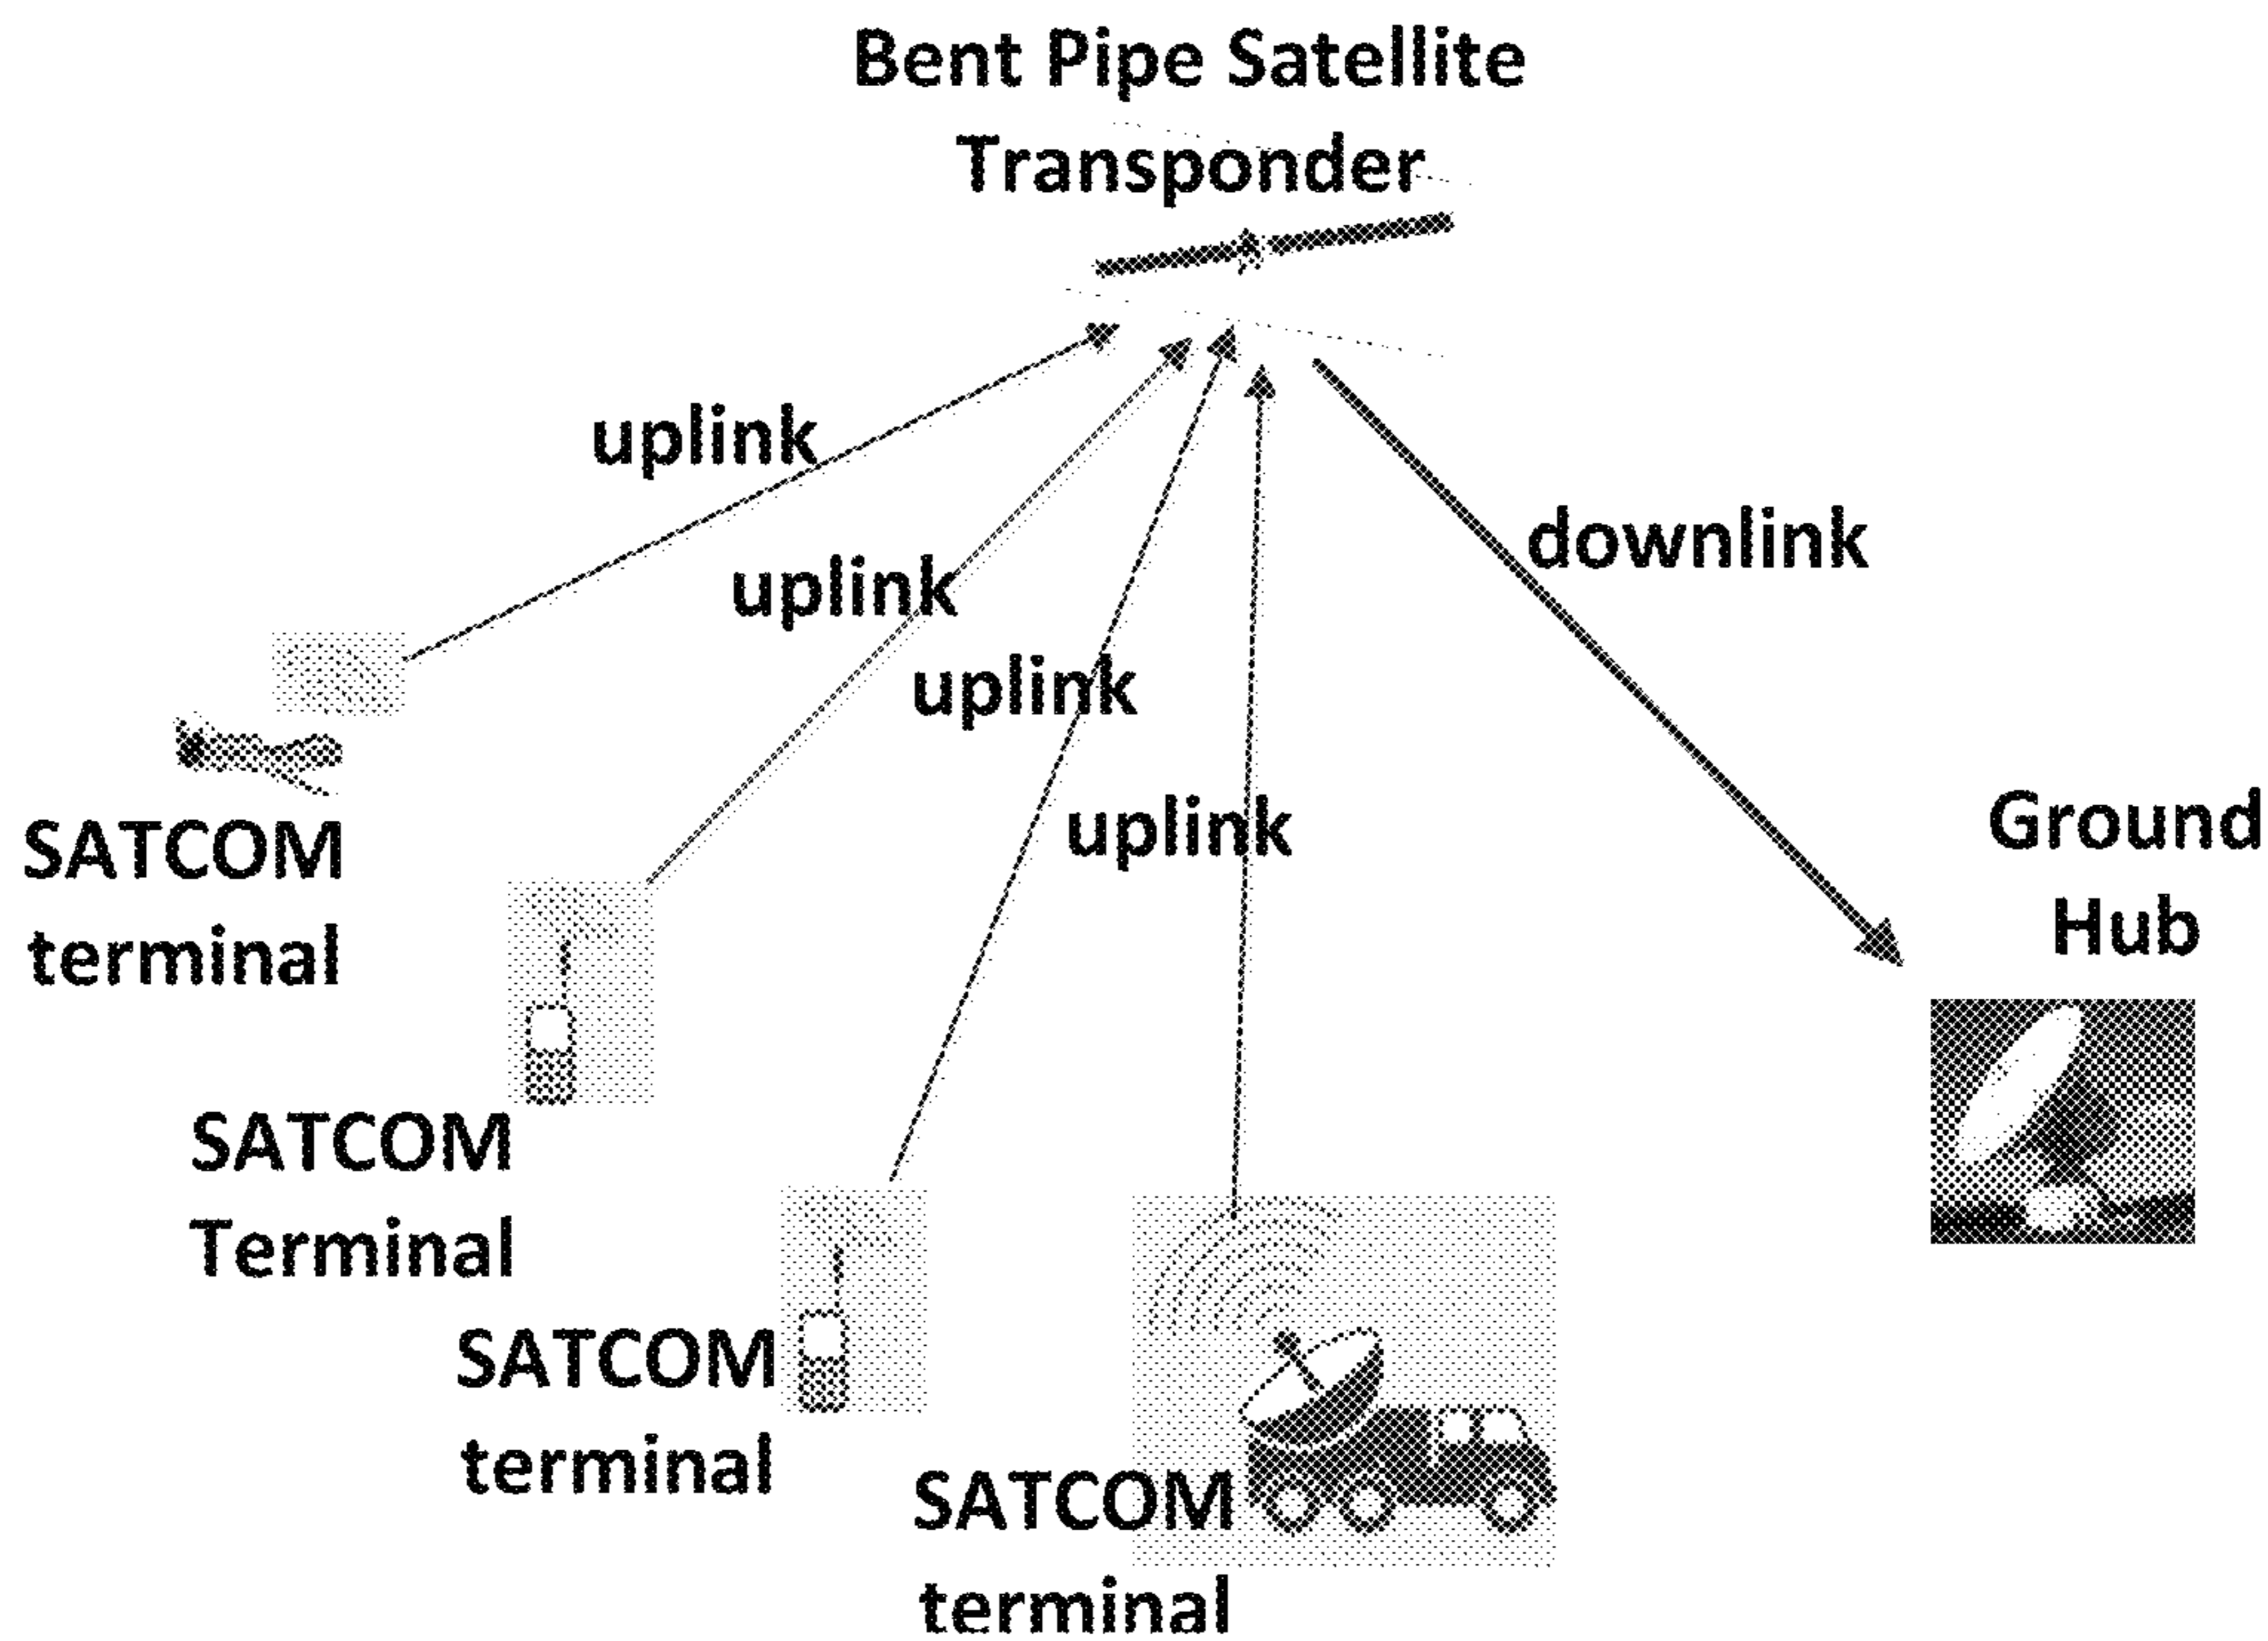 Bent Pipe Satellite
Transponder
uplink
uplink
uplink
uplink
downlink
SATCOM
terminal
SATCOM
Terminal
SATCOM
terminal
SATCOM
terminal
Ground
Hub